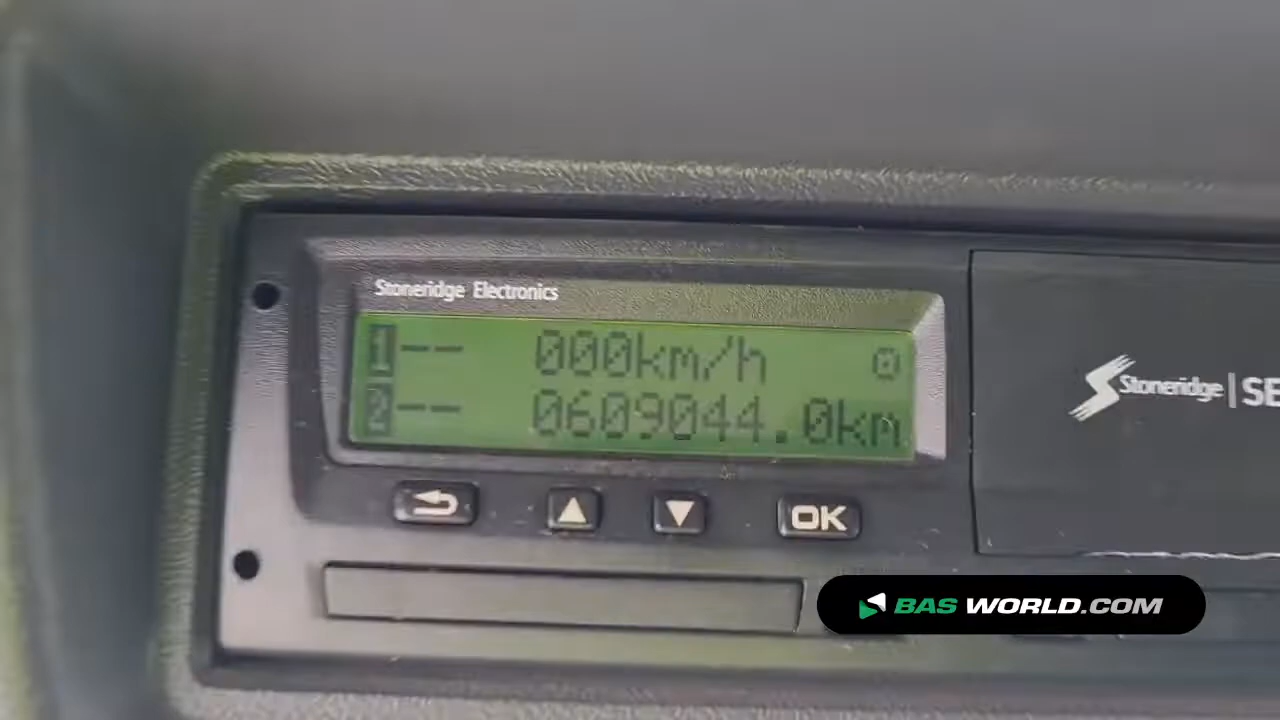 Stoneridge Electronics
1-- 000km/h
2-- 0609044.0km
OK
Stoneridge | SE
BAS WORLD.COM